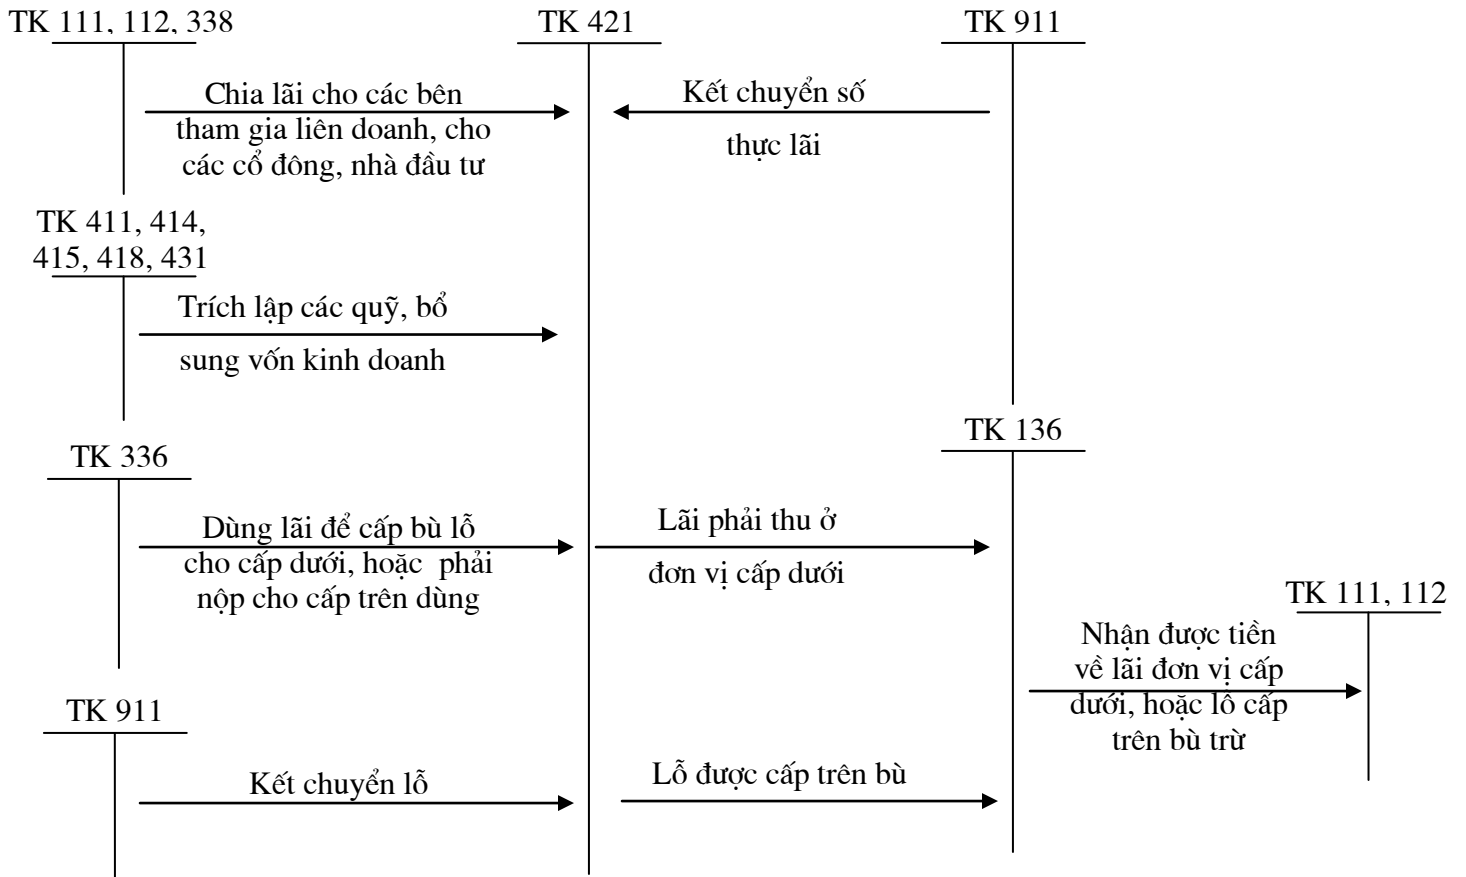 TK 111, 112, 338
TK 421
TK 911
Chia lãi cho các bên
tham gia liên doanh, cho
các cổ đông, nhà đầu tư
Kết chuyển số
thực lãi
TK 411, 414,
415, 418, 431
Trích lập các quỹ, bổ
sung vốn kinh doanh
TK 136
TK 336
Dùng lãi để cấp bù lỗ
cho cấp dưới, hoặc phải
nộp cho cấp trên dùng
Lãi phải thu ở
đơn vị cấp dưới
TK 111, 112
Nhận được tiền
về lãi đơn vị cấp
dưới, hoặc lỗ cấp
trên bù trừ
TK 911
Kết chuyển lỗ
Lỗ được cấp trên bù